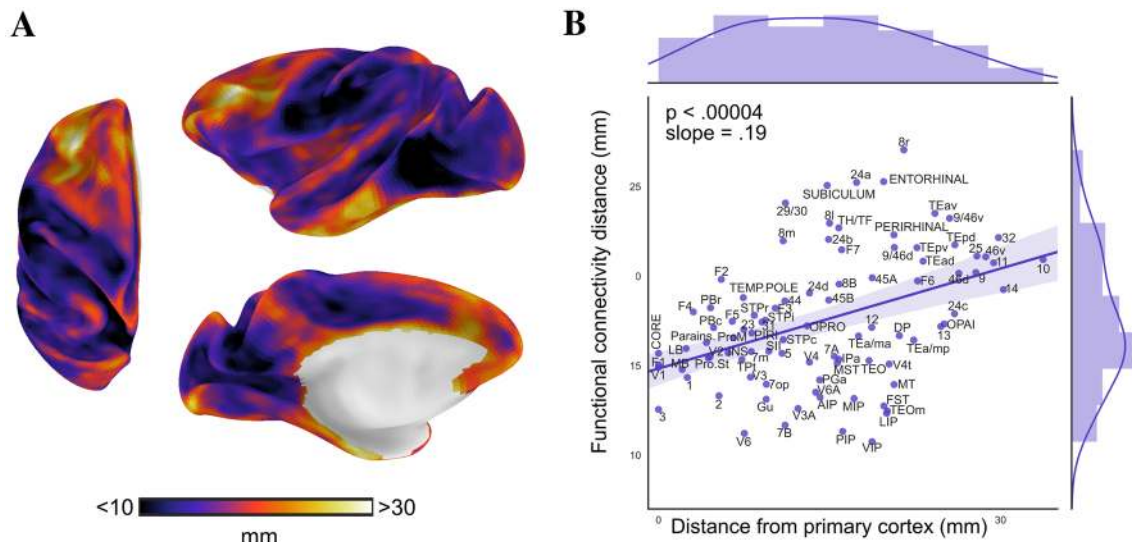 A
<10
>30
mm
B
p < .00004
slope = .19
Functional connectivity distance (mm)
25
0
15
10
8r
24a
ENTORHINAL
SUBICULUM
29/30
TEav
9/46v
8l
TH/TF
PERIRHINAL
8m
24b
F7
9/46d
TEpv
TEpd
TEad
25
46v
32
11
10
F2
TEMP.POLE
24d
8B
45A
F6
46d
9
14
F4
PBr
STPr
F3
44
45B
24c
PBc
F5
23
31
STPi
OPRO
12
DP
13
OPAI
CORE
Parains.
ProM
PIRI
SII
STPc
TEa/ma
TEa/mp
F1
LB
V2
INS
7m
5
7A
IPa
V1
MB
Pro.St
TPt
V4
MST
TEO
V4t
1
V3
7op
PGa
MT
3
2
Gu
V6A
AIP
MIP
FST
TEOm
V3A
LIP
V6
7B
PIP
VIP
0
Distance from primary cortex (mm)
30